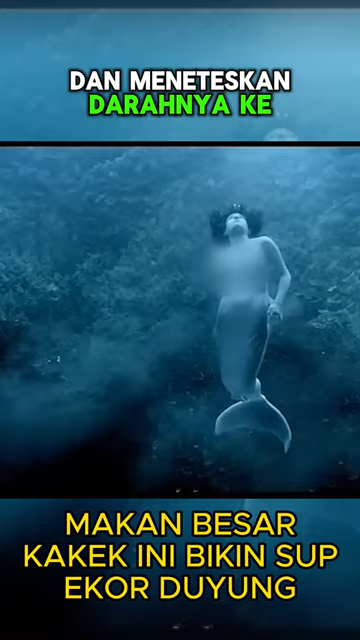 DAN MENETESKAN
DARAHNYA KE
MAKAN BESAR
KAKEK INI BIKIN SUP
EKOR DUYUNG